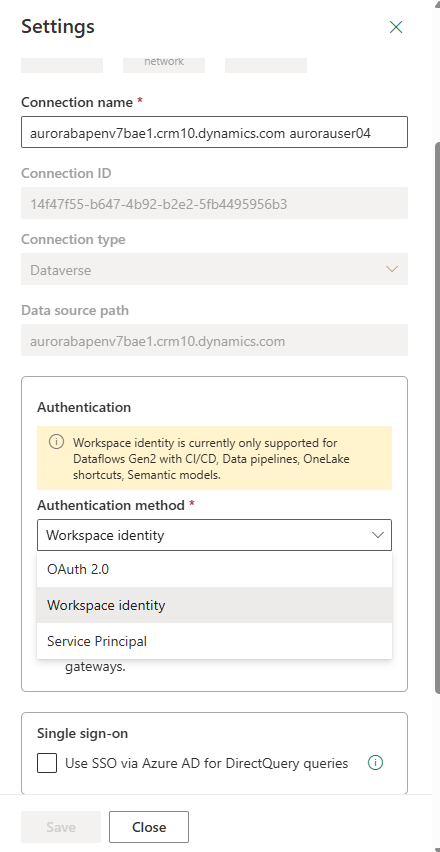 Settings
network
Connection name *
aurorabapenv7bae1.crm10.dynamics.com aurorauser04
Connection ID
14f47f55-b647-4b92-b2e2-5fb4495956b3
Connection type
Dataverse
Data source path
aurorabapenv7bae1.crm10.dynamics.com
Authentication
Workspace identity is currently only supported for
Dataflows Gen2 with CI/CD, Data pipelines, OneLake
shortcuts, Semantic models.
Authentication method *
Workspace identity
OAuth 2.0
Workspace identity
Service Principal
gateways.
Single sign-on
Use SSO via Azure AD for DirectQuery queries
Save
Close